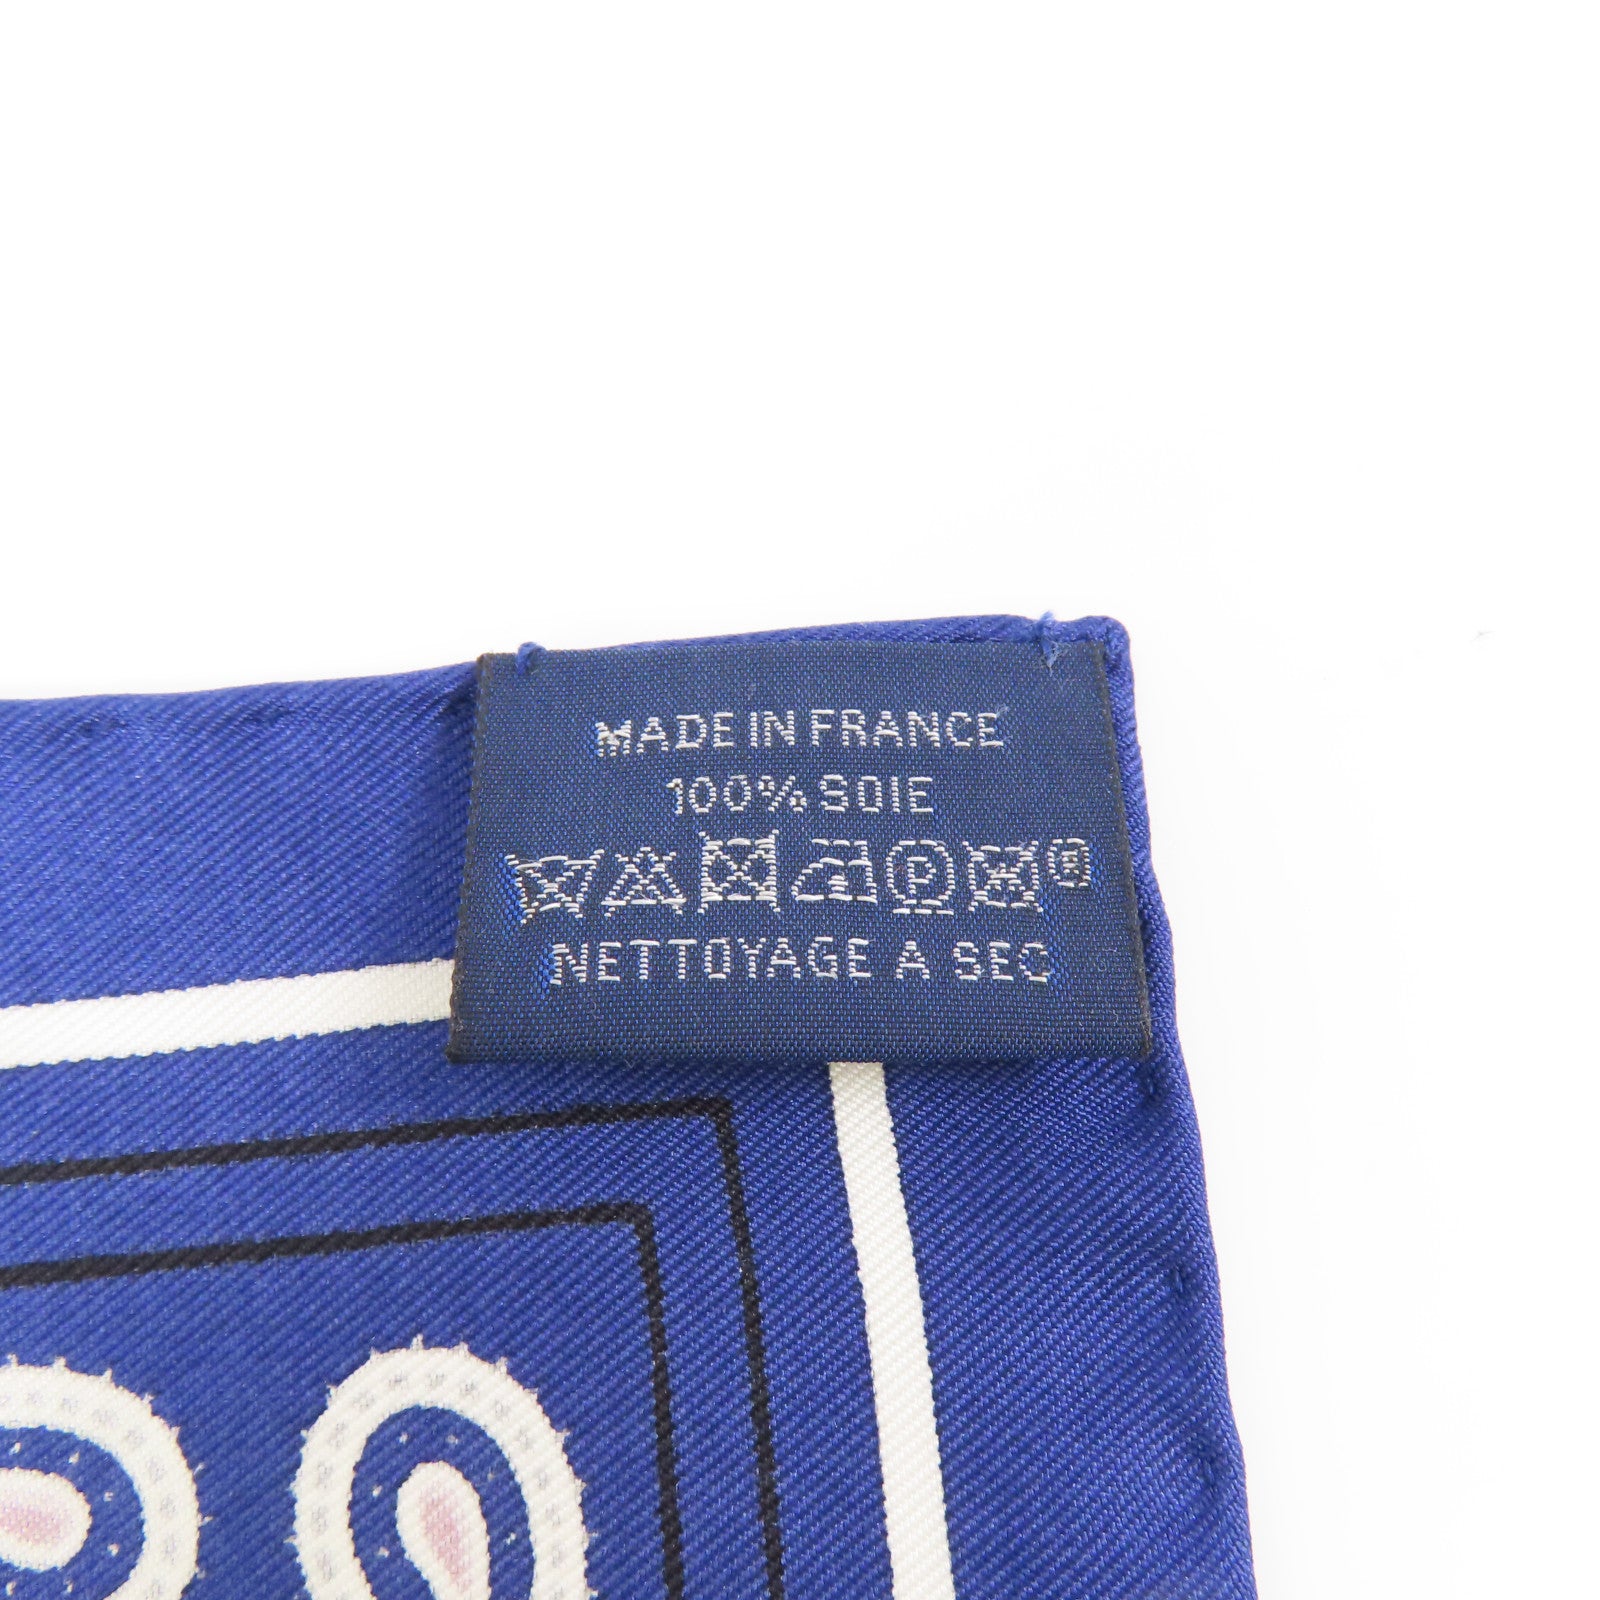 MADE IN FRANCE
100% SOIE
P
NETTOYAGE A SEC